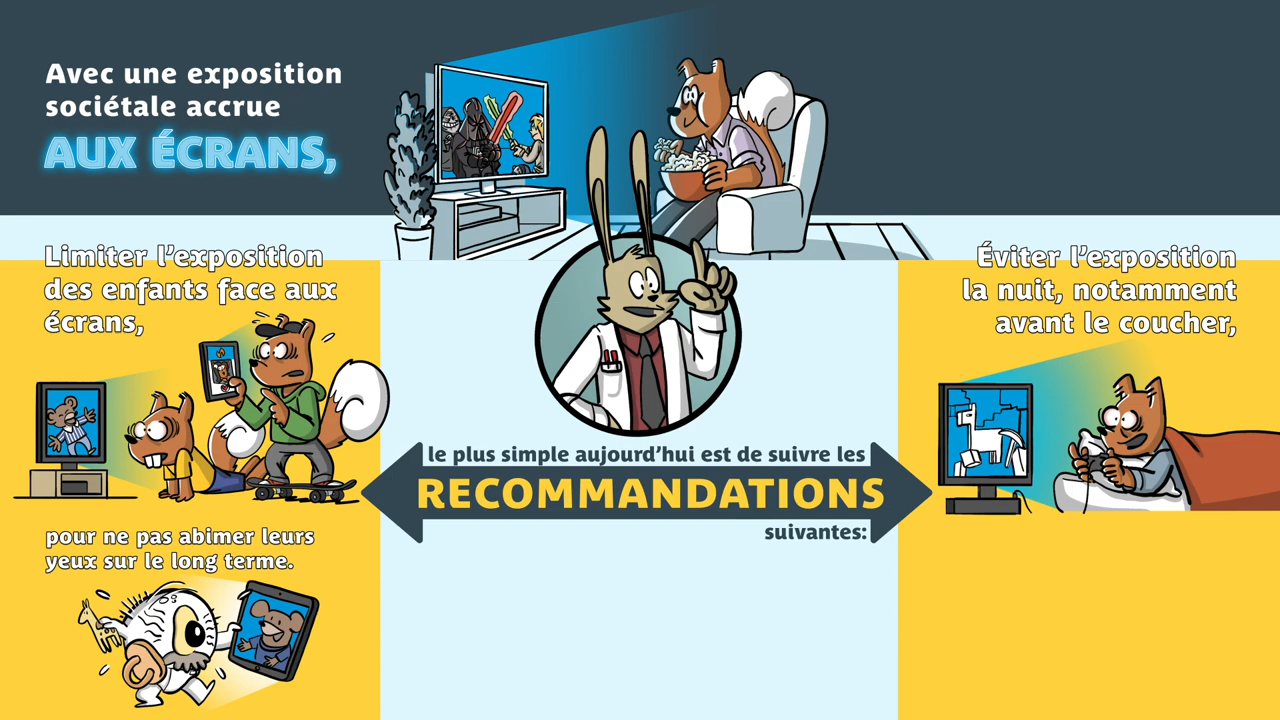 Avec une exposition
sociétale accrue
AUX ÉCRANS,
le plus simple aujourd'hui est de suivre les
RECOMMANDATIONS
suivantes:
Limiter l'exposition
des enfants face aux
écrans,
pour ne pas abimer leurs
yeux sur le long terme.
Éviter l'exposition
la nuit, notamment
avant le coucher,